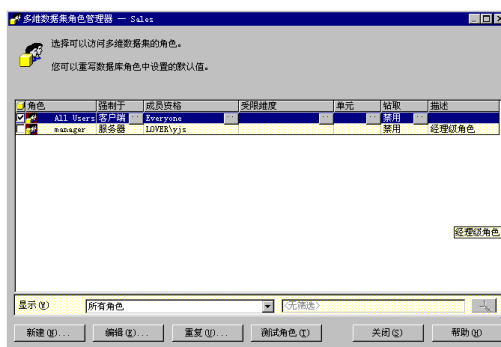 多维数据集角色管理器 — Sales
选择可以访问多维数据集的角色。
您可以重写数据库角色中设置的默认值。
角色 强制于 成员资格 受限维度 单元 钻取 描述
All Users 客户端 Everyone 禁用
manager 服务器 LOVER\yjs 禁用 经理级角色
经理级角色
显示(W) 所有角色 <无筛选>
新建(N)... 编辑(E)... 重复(U)... 测试角色(T) 关闭(S) 帮助(H)